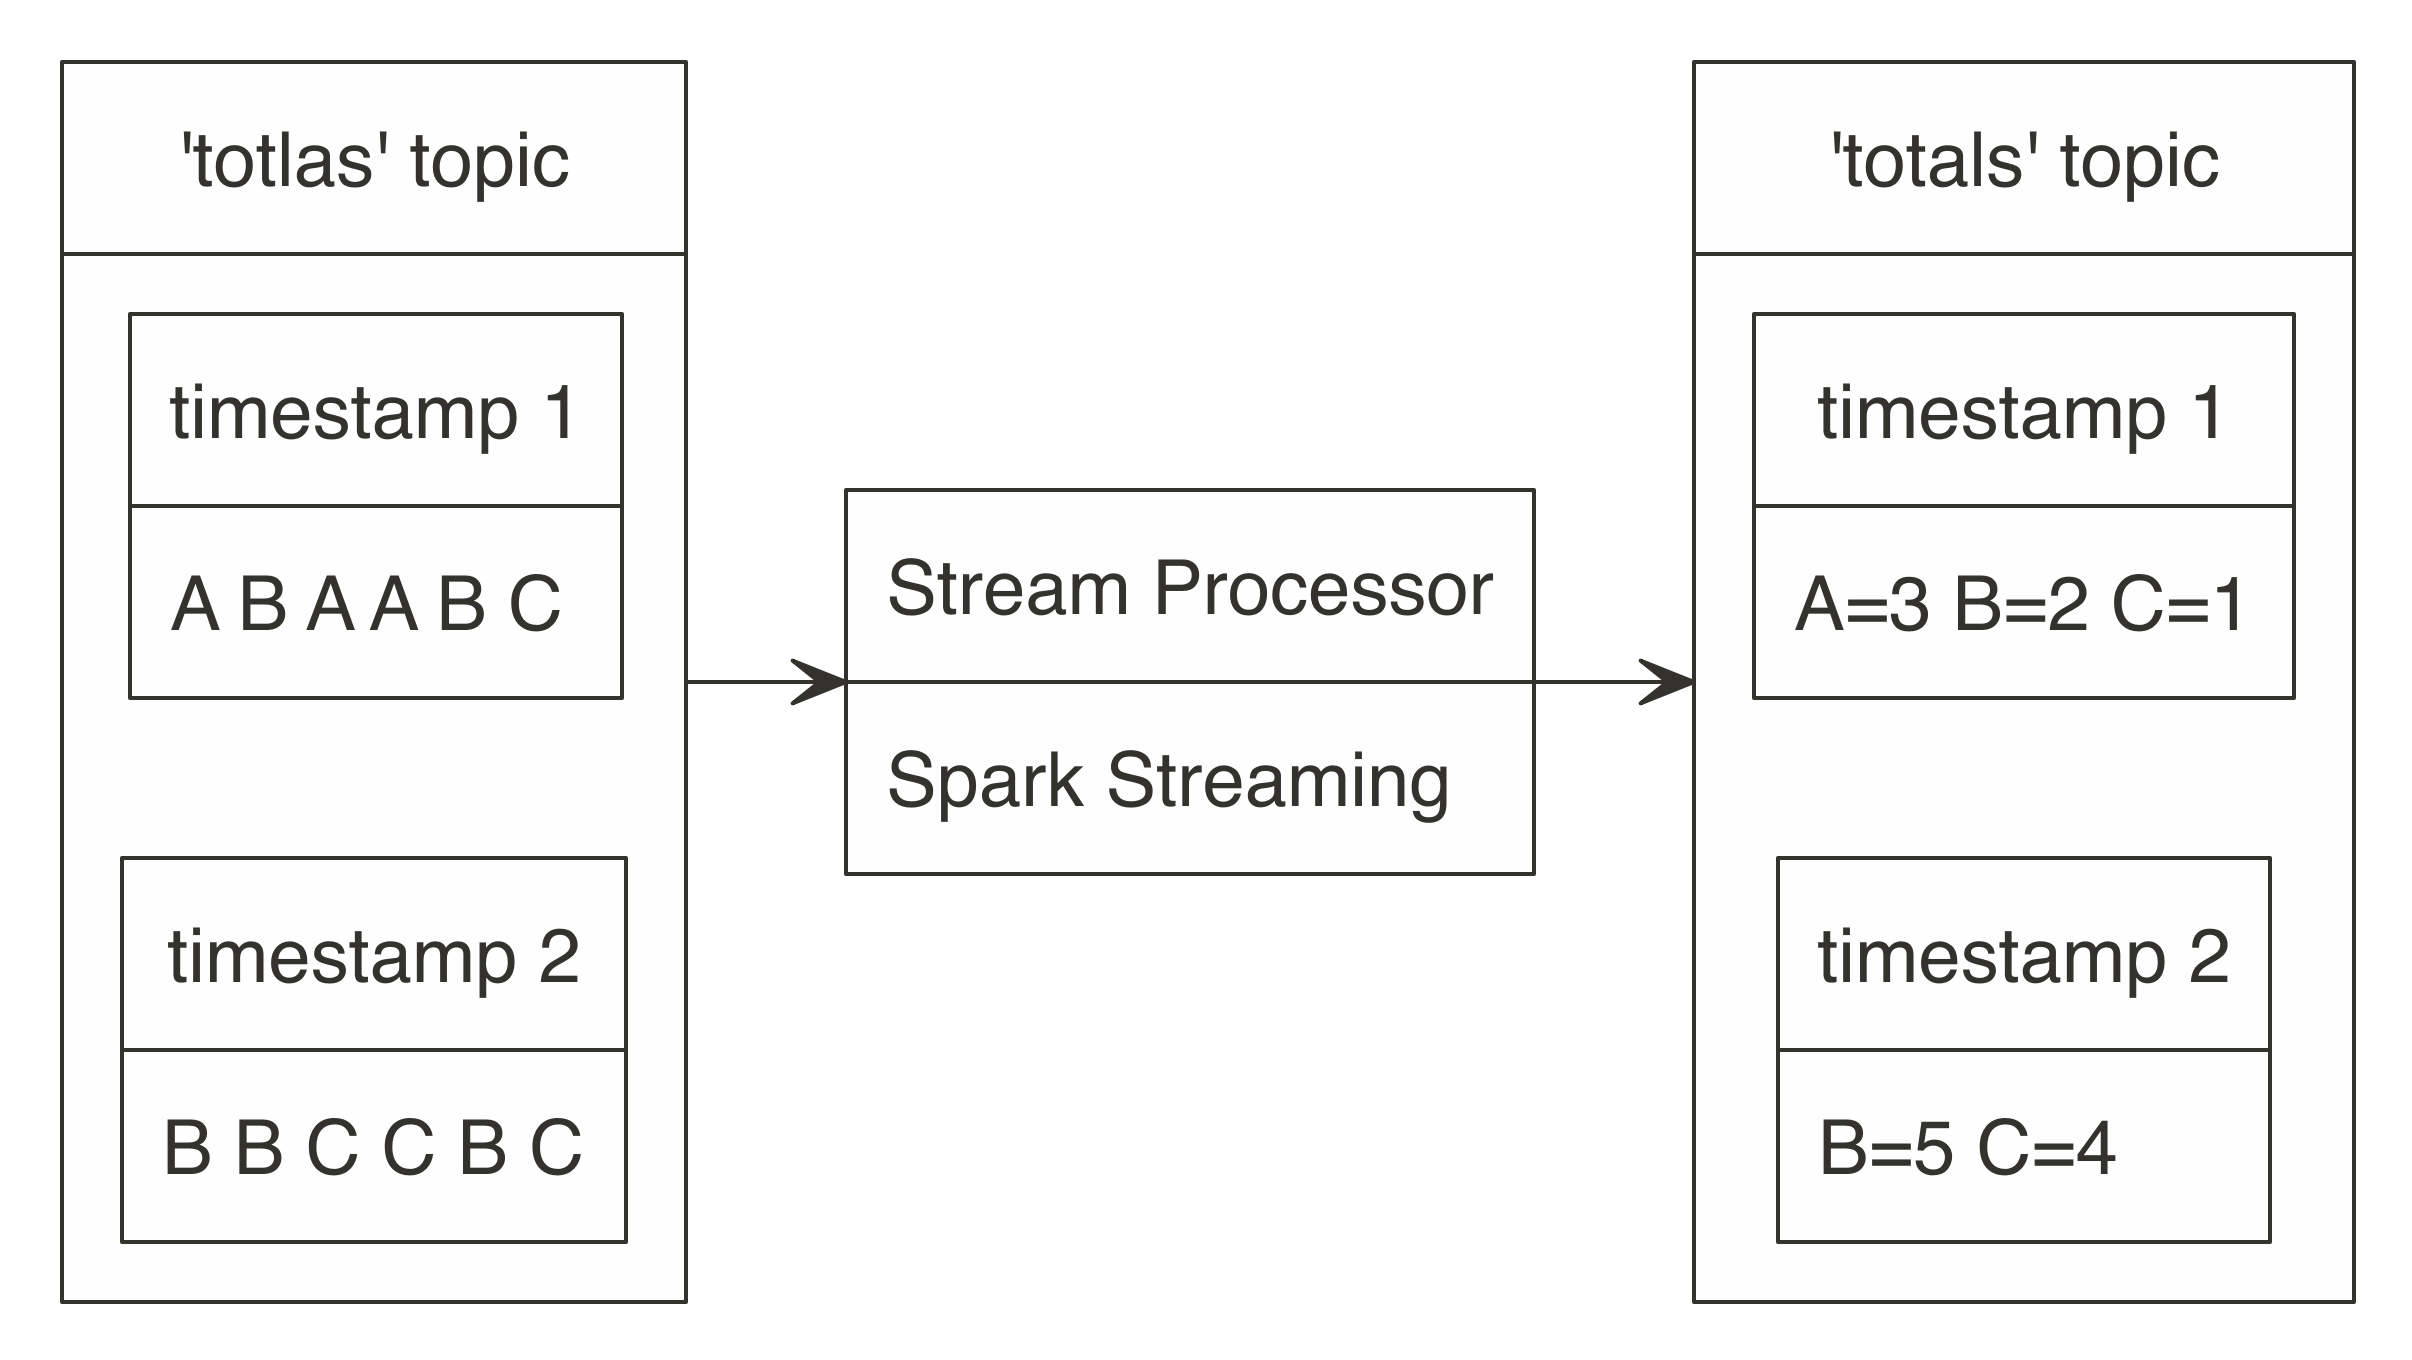 'totlas' topic
timestamp 1
A B A A B C
timestamp 2
B B C C B C
Stream Processor
Spark Streaming
'totals' topic
timestamp 1
A=3 B=2 C=1
timestamp 2
B=5 C=4